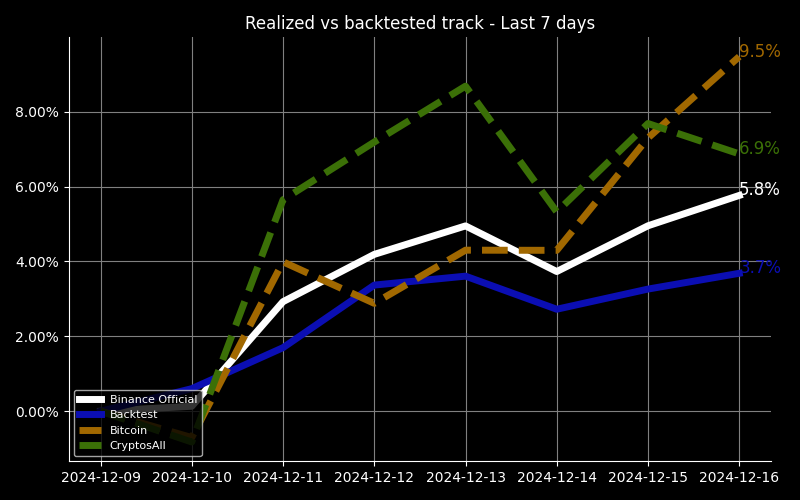 Realized vs backtested track - Last 7 days
9.5%
8.00%
6.9%
6.00%
5.8%
4.00%
3.7%
2.00%
0.00%
Binance Official
Backtest
Bitcoin
CryptosAll
2024-12-09 2024-12-10 2024-12-11 2024-12-12 2024-12-13 2024-12-14 2024-12-15 2024-12-16